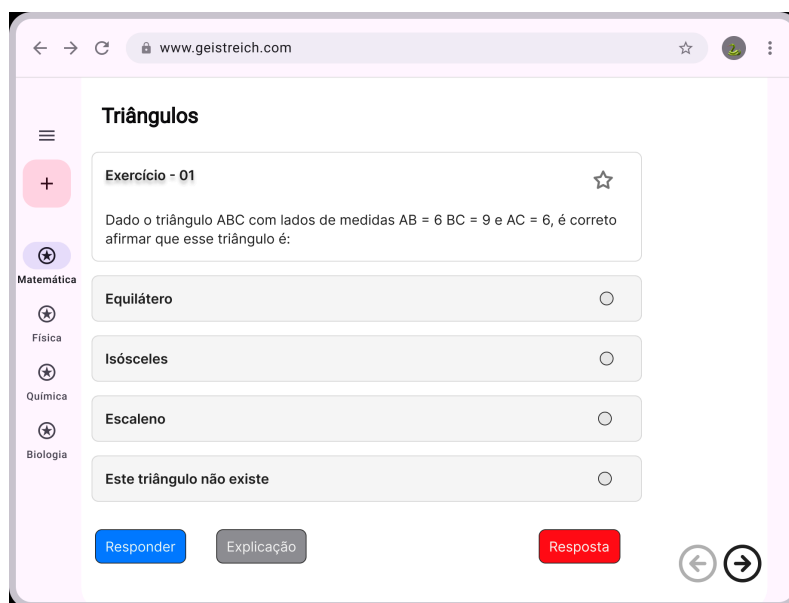 www.geistreich.com
Triângulos
Exercício - 01
Dado o triângulo ABC com lados de medidas AB = 6 BC = 9 e AC = 6, é correto
afirmar que esse triângulo é:
Matemática
Física
Química
Biologia
Equilátero
Isósceles
Escaleno
Este triângulo não existe
Responder
Explicação
Resposta